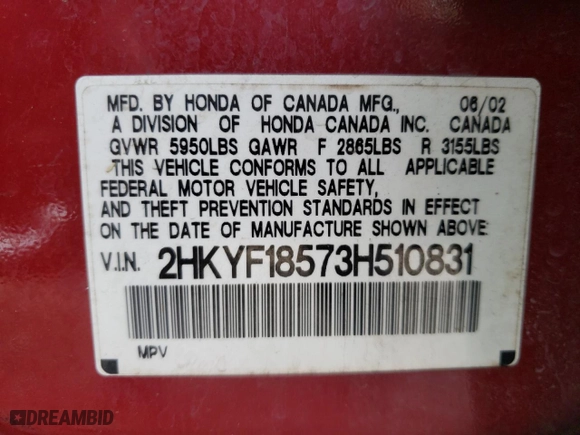 MFD. BY HONDA OF CANADA MFG., 06/02
A DIVISION OF HONDA CANADA INC. CANADA
GVWR 5950LBS GAWR F 2865LBS R 3155LBS
THIS VEHICLE CONFORMS TO ALL APPLICABLE
FEDERAL MOTOR VEHICLE SAFETY,
AND THEFT PREVENTION STANDARDS IN EFFECT
ON THE DATE OF MANUFACTURE SHOWN ABOVE
V.I.N. 2HKYF18573H510831
MPV
DREAMBID